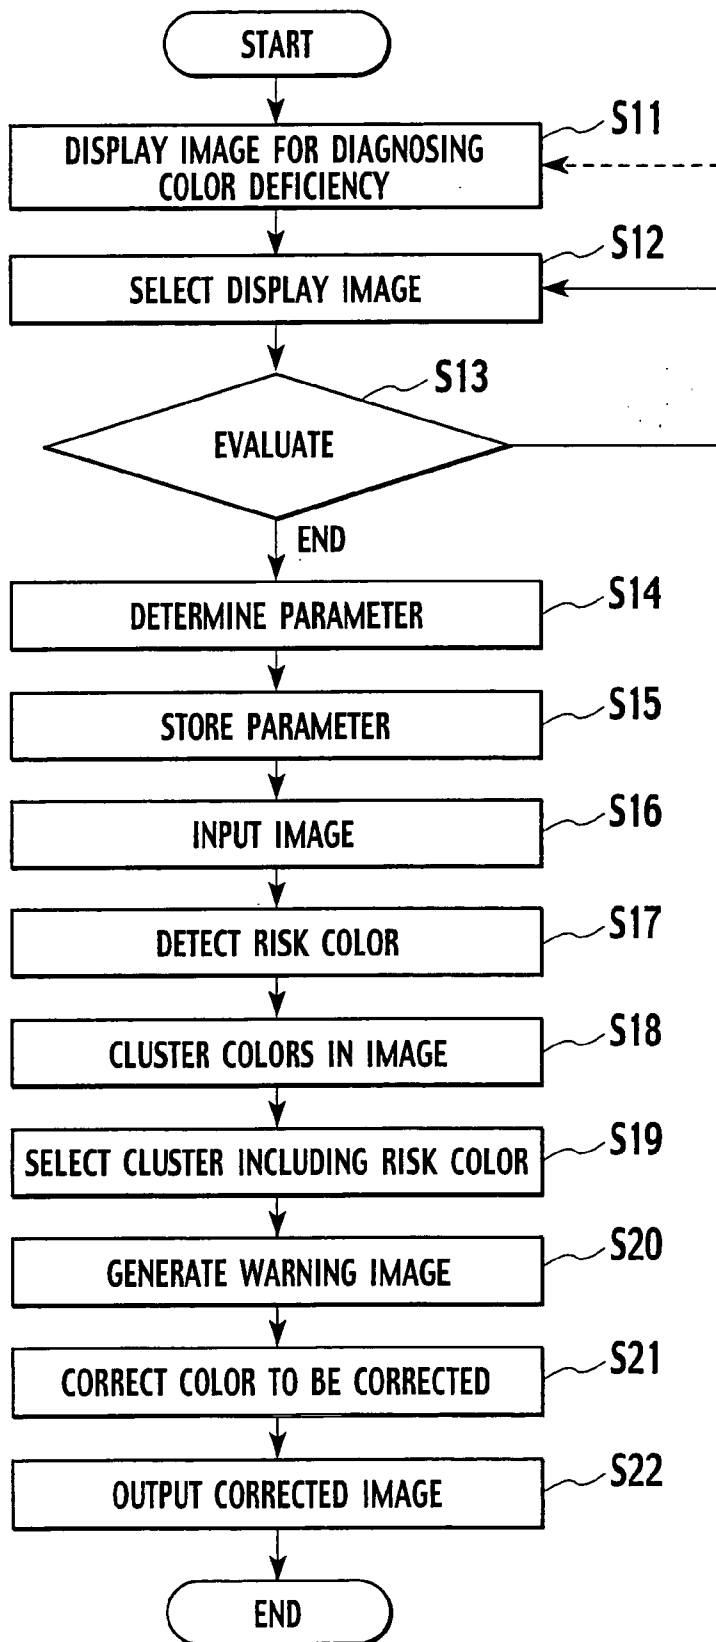 START
S11
DISPLAY IMAGE FOR DIAGNOSING
COLOR DEFICIENCY
S12
SELECT DISPLAY IMAGE
S13
EVALUATE
END
S14
DETERMINE PARAMETER
S15
STORE PARAMETER
S16
INPUT IMAGE
S17
DETECT RISK COLOR
S18
CLUSTER COLORS IN IMAGE
S19
SELECT CLUSTER INCLUDING RISK COLOR
S20
GENERATE WARNING IMAGE
S21
CORRECT COLOR TO BE CORRECTED
S22
OUTPUT CORRECTED IMAGE
END